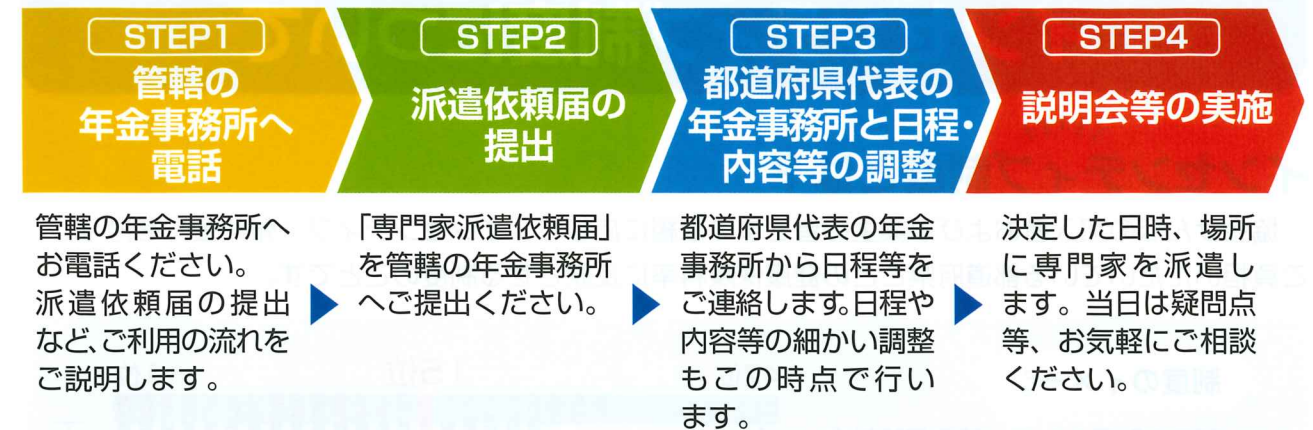 STEP1
管轄の
年金事務所へ
電話
管轄の年金事務所へ
お電話ください。
派遣依頼届の提出
など、ご利用の流れを
ご説明します。
STEP2
派遣依頼届の
提出
「専門家派遣依頼届」
を管轄の年金事務所
へご提出ください。
STEP3
都道府県代表の
年金事務所と日程・
内容等の調整
都道府県代表の年金
事務所から日程等を
ご連絡します。日程や
内容等の細かい調整
もこの時点で行い
ます。
STEP4
説明会等の実施
決定した日時、場所
に専門家を派遣し
ます。当日は疑問点
等、お気軽にご相談
ください。